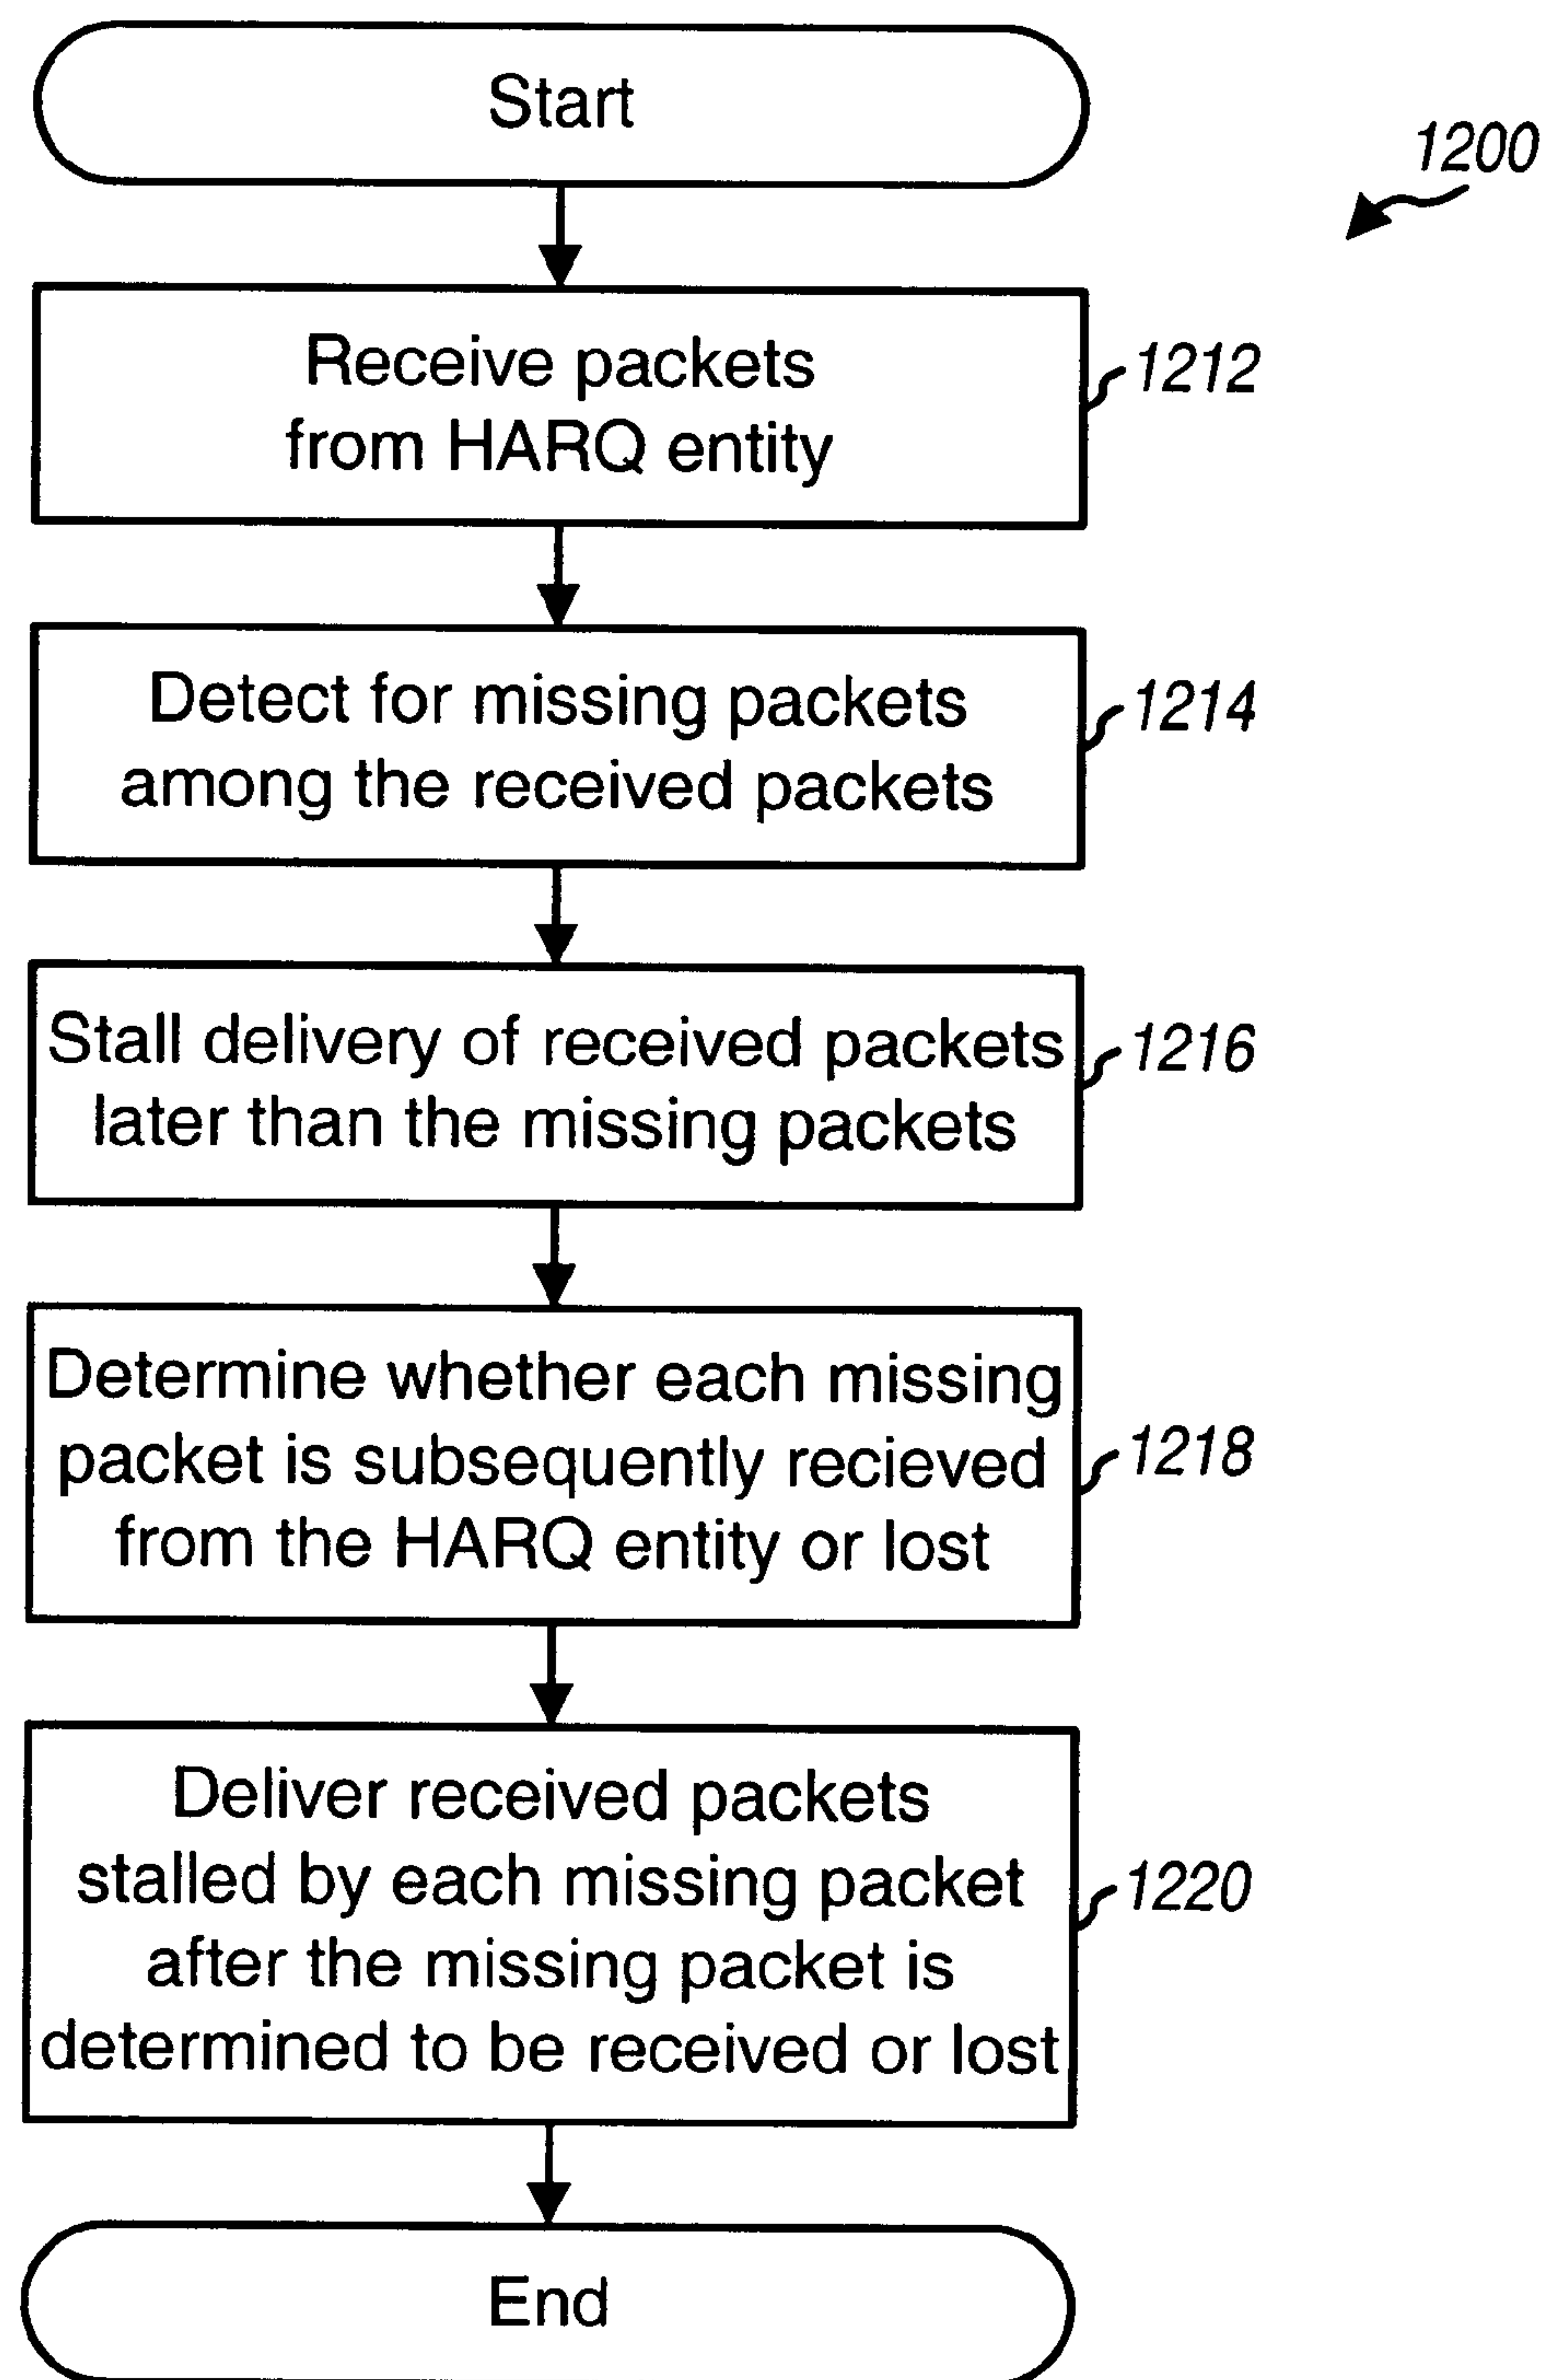 Start
1200
Receive packets
from HARQ entity
1212
Detect for missing packets
among the received packets
1214
Stall delivery of received packets
later than the missing packets
1216
Determine whether each missing
packet is subsequently recieved
from the HARQ entity or lost
1218
Deliver received packets
stalled by each missing packet
after the missing packet is
determined to be received or lost
1220
End